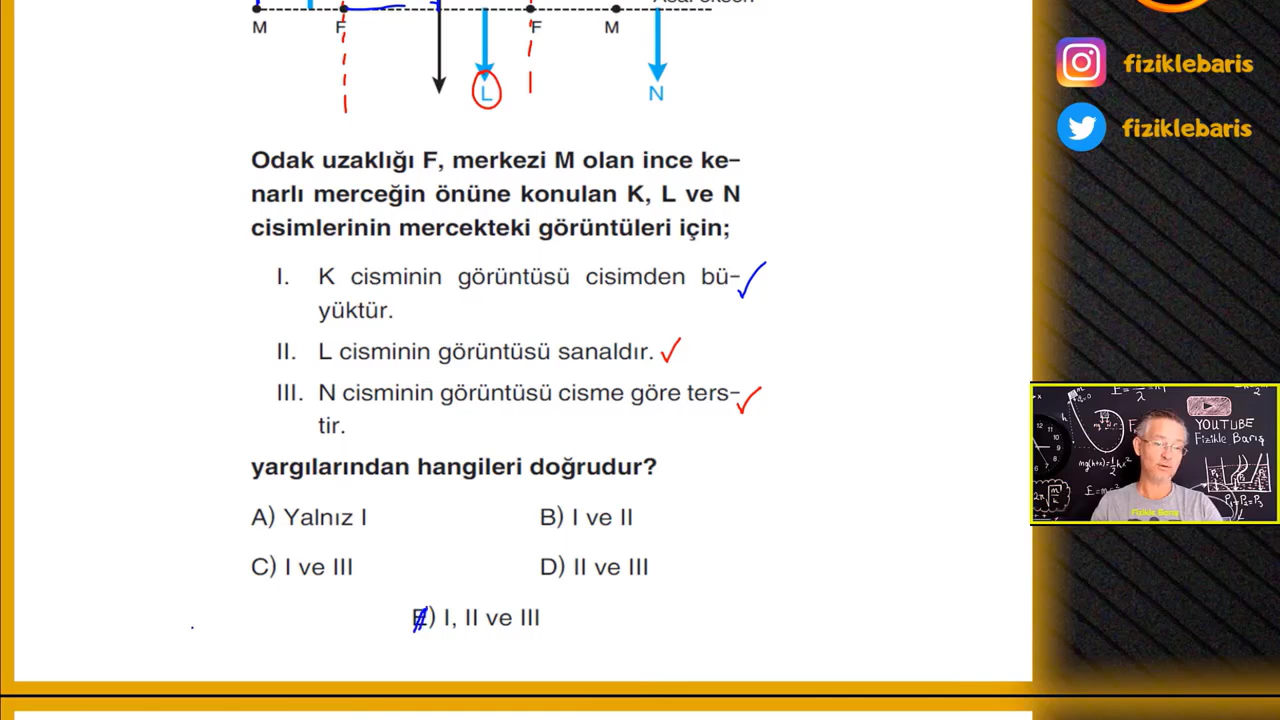 M F F M
L N
Odak uzaklığı F, merkezi M olan ince ke-
narlı merceğin önüne konulan K, L ve N
cisimlerinin mercekteki görüntüleri için;
I. K cisminin görüntüsü cisimden bü-
yüktür.
II. L cisminin görüntüsü sanaldır.
III. N cisminin görüntüsü cisme göre ters-
tir.
yargılarından hangileri doğrudur?
A) Yalnız I B) I ve II
C) I ve III D) II ve III
E) I, II ve III
fiziklebaris
fiziklebaris
YOUTUBE
Fizikle Barış
Fizikle Barış